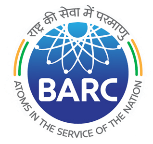 राष्ट्र की सेवा में परमाणु
BARC
ATOMS IN THE SERVICE OF THE NATION